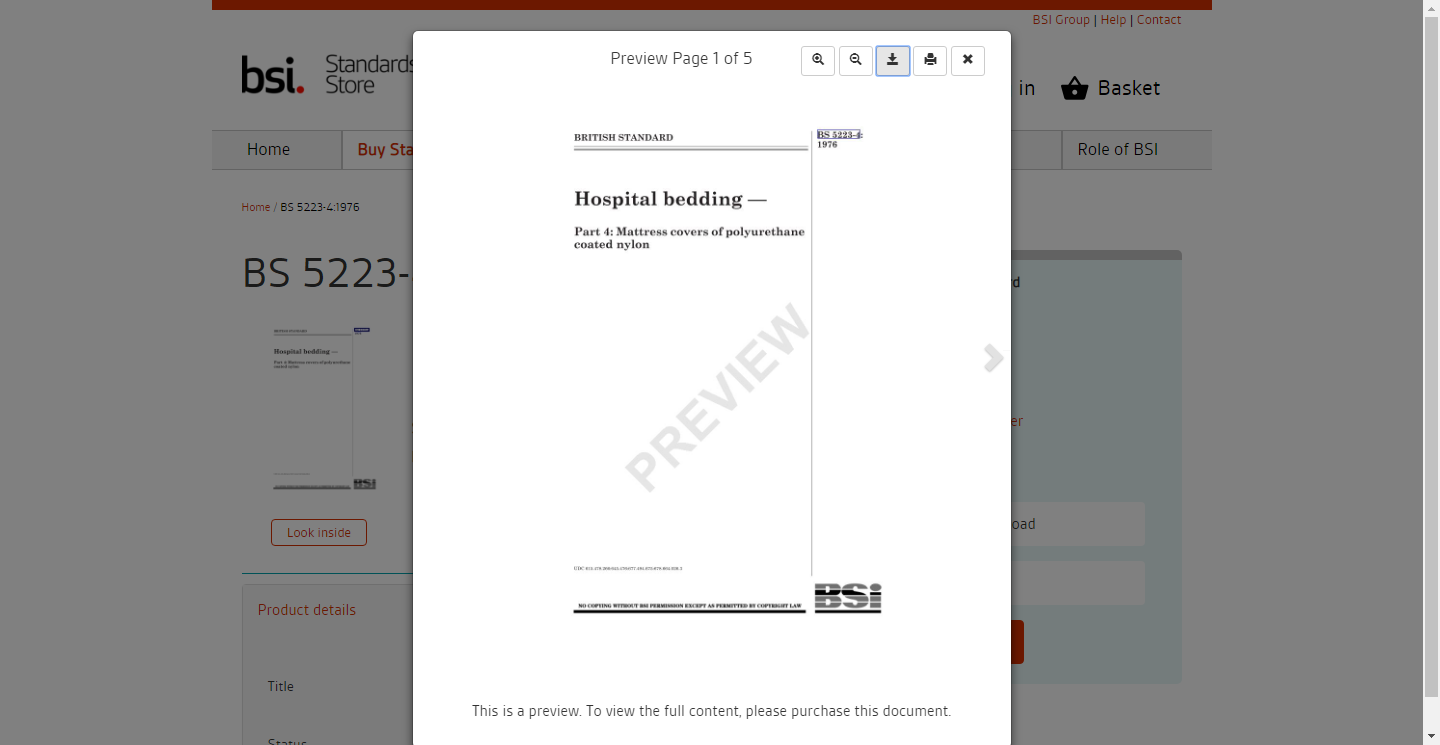 BSI Group | Help | Contact
Preview Page 1 of 5
bsi.
Standards
Store
in
Basket
Home
Buy Sta
Role of BSI
Home / BS 5223-4:1976
BS 5223-
Look inside
Product details
Title
Status
BRITISH STANDARD
BS 5223-4:
1976
Hospital bedding —
Part 4: Mattress covers of polyurethane
coated nylon
PREVIEW
NO COPYING WITHOUT BSI PERMISSION EXCEPT AS PERMITTED BY COPYRIGHT LAW
BSi
This is a preview. To view the full content, please purchase this document.
rd
er
oad